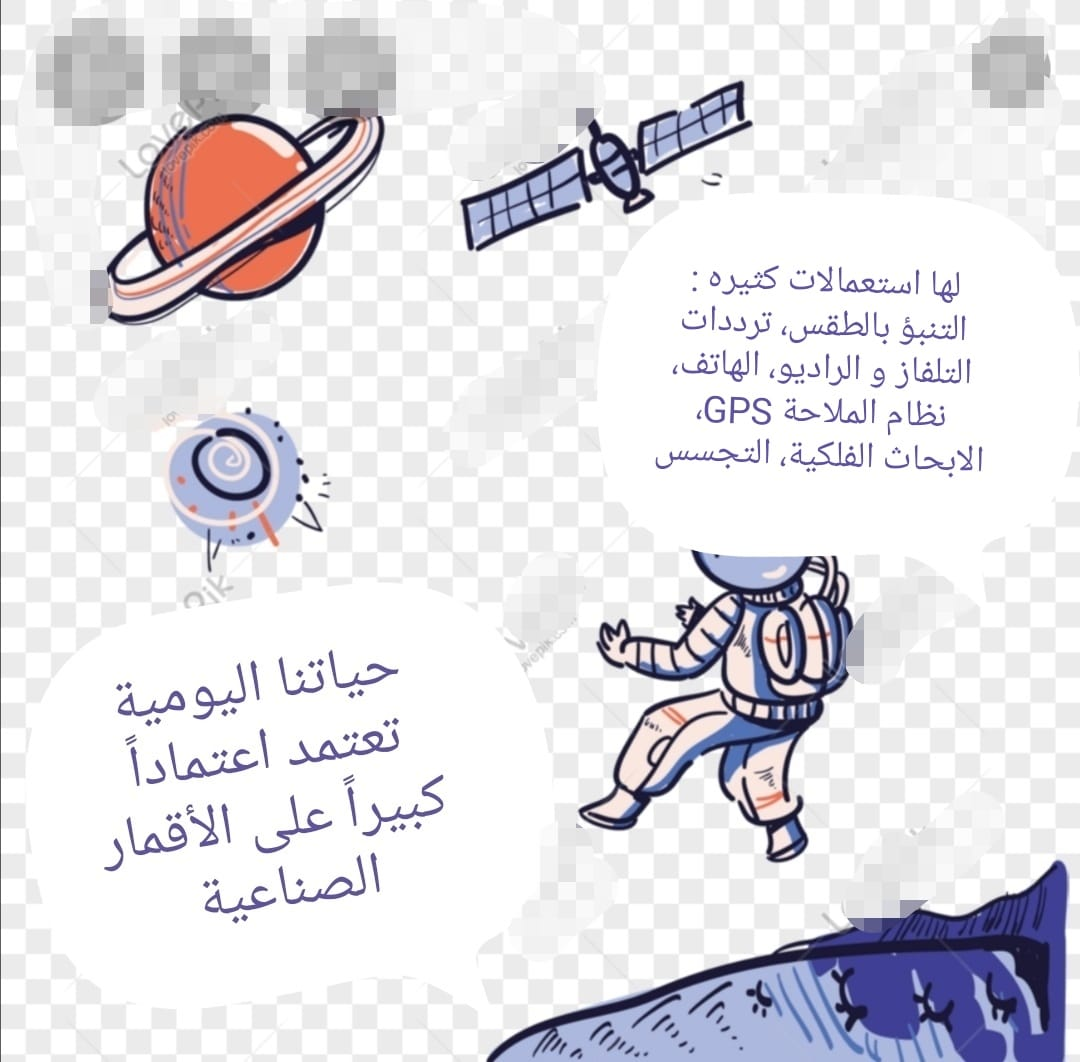 لها استعمالات كثيره :
التنبؤ بالطقس، ترددات
التلفاز و الراديو، الهاتف،
نظام الملاحة GPS،
الابحاث الفلكية، التجسس
حياتنا اليومية
تعتمد اعتماداً
كبيراً على الأقمار
الصناعية